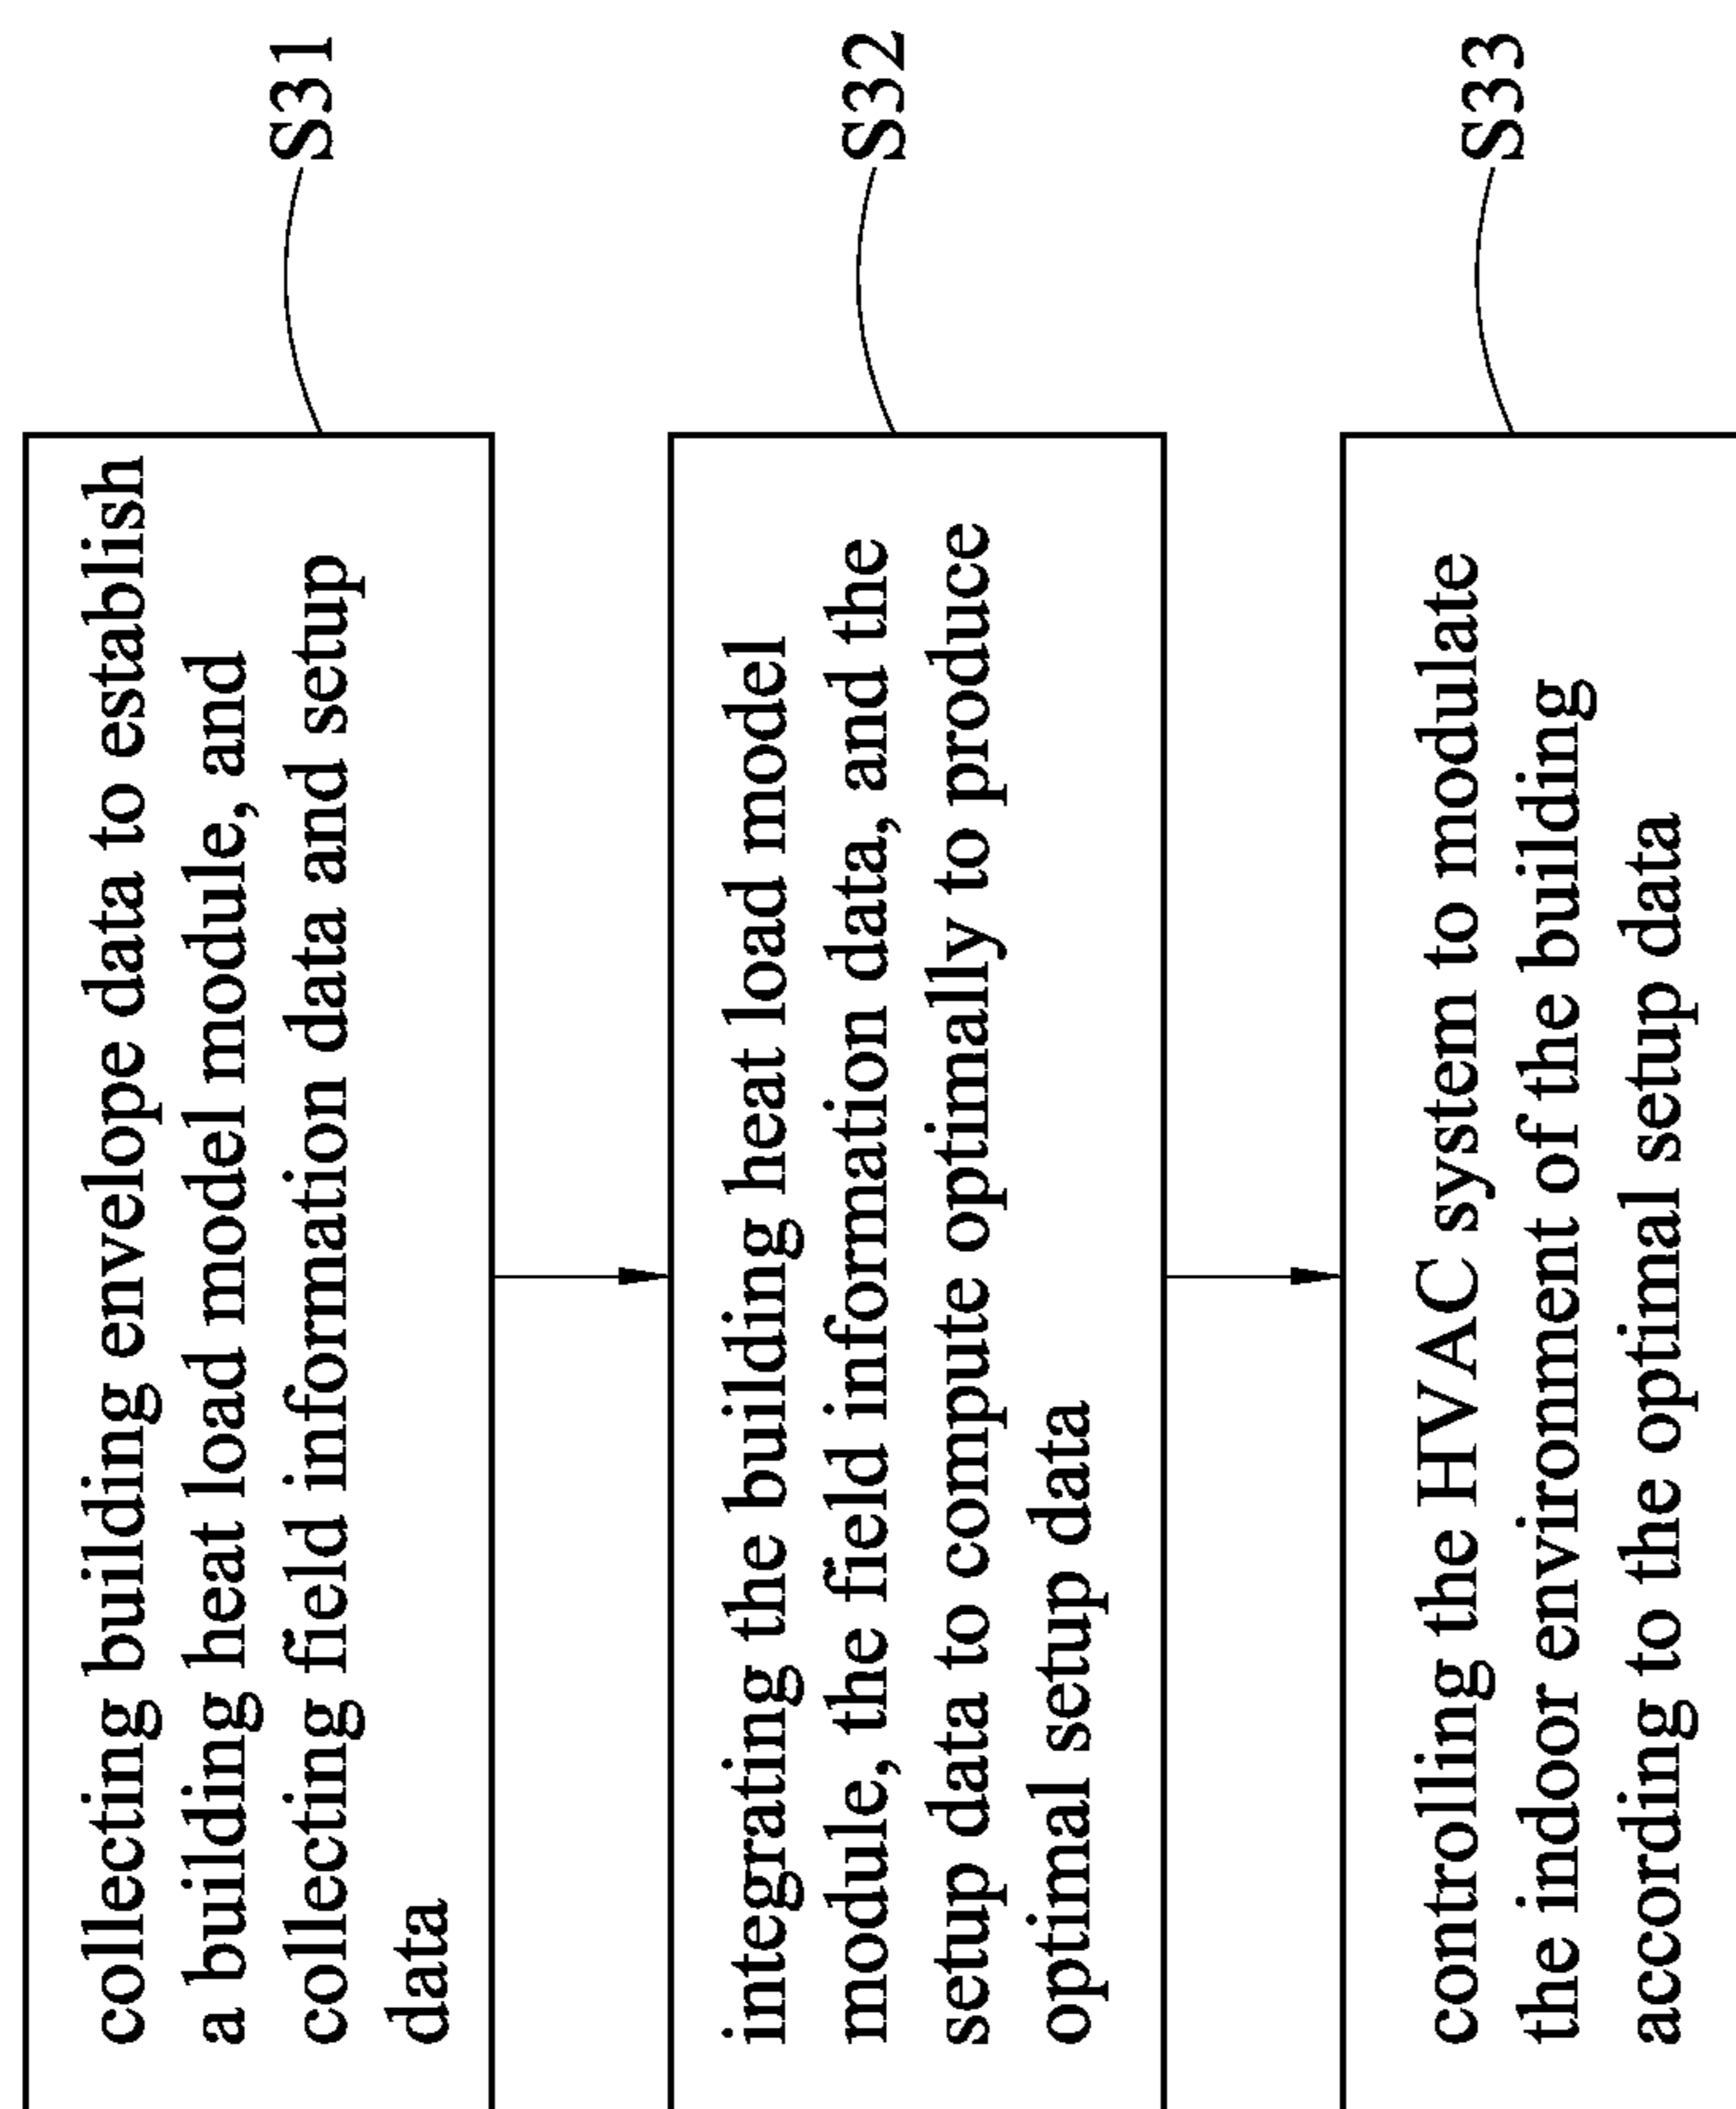 collecting building envelope data to establish
a building heat load model module, and
collecting field information data and setup
data
S31
integrating the building heat load model
module, the field information data, and the
setup data to compute optimally to produce
optimal setup data
S32
controlling the HVAC system to modulate
the indoor environment of the building
according to the optimal setup data
S33